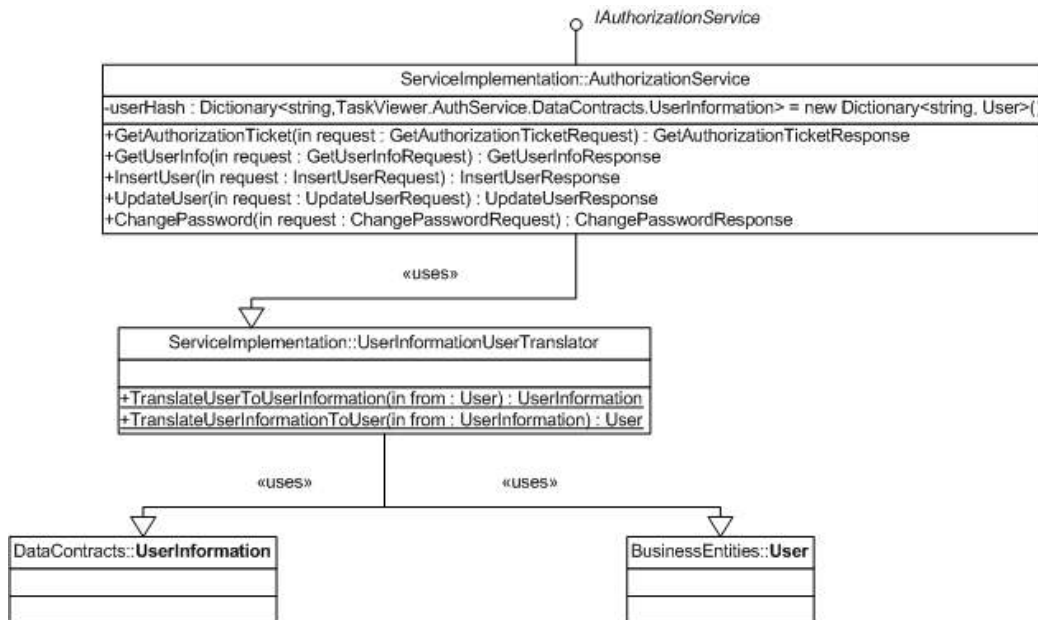 IAuthorizationService
ServiceImplementation::AuthorizationService
-userHash : Dictionary<string,TaskViewer.AuthService.DataContracts.UserInformation> = new Dictionary<string, User>()
+GetAuthorizationTicket(in request : GetAuthorizationTicketRequest) : GetAuthorizationTicketResponse
+GetUserInfo(in request : GetUserInfoRequest) : GetUserInfoResponse
+InsertUser(in request : InsertUserRequest) : InsertUserResponse
+UpdateUser(in request : UpdateUserRequest) : UpdateUserResponse
+ChangePassword(in request : ChangePasswordRequest) : ChangePasswordResponse
«uses»
ServiceImplementation::UserInformationUserTranslator
+TranslateUserToUserInformation(in from : User) : UserInformation
+TranslateUserInformationToUser(in from : UserInformation) : User
«uses» «uses»
DataContracts::UserInformation
BusinessEntities::User